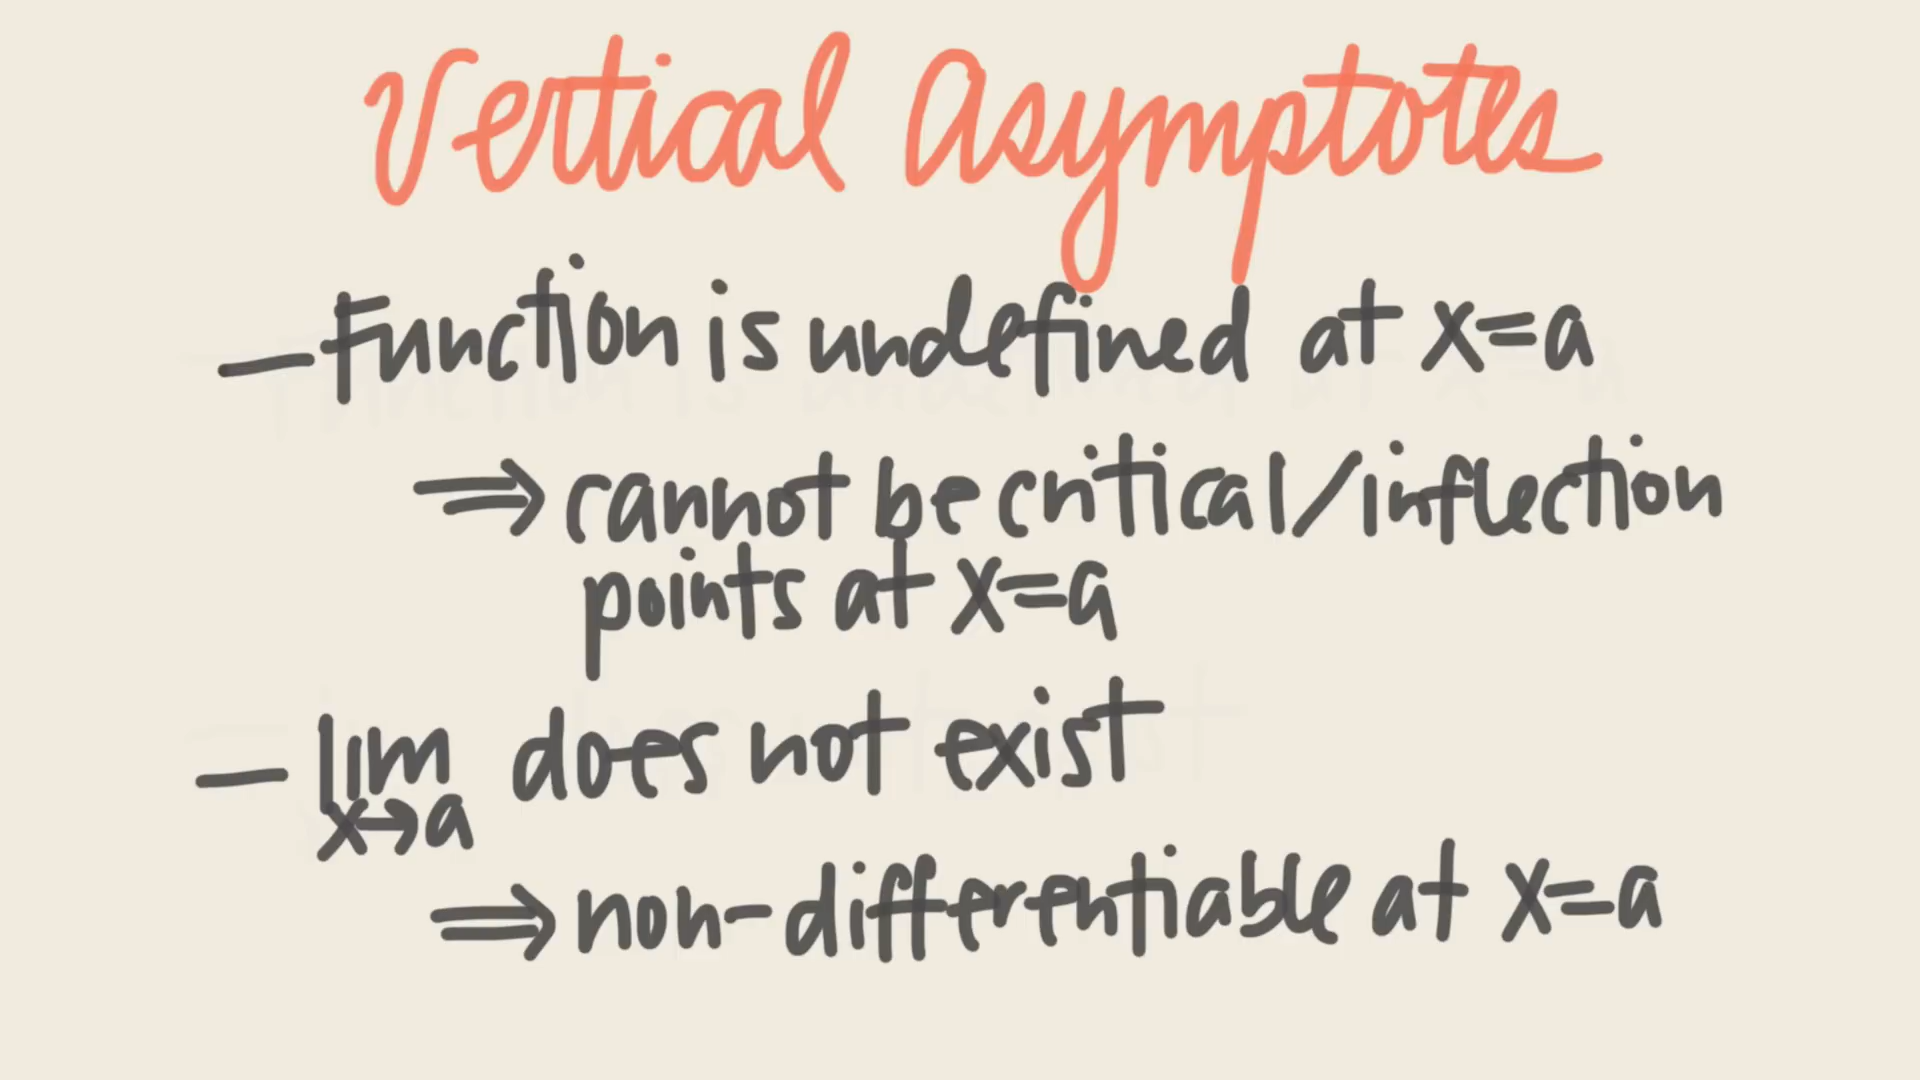 Vertical Asymptotes
— Function is undefined at x=a
⇒ cannot be critical/inflection
points at x=a
— lim does not exist
x→a
⇒ non-differentiable at x=a